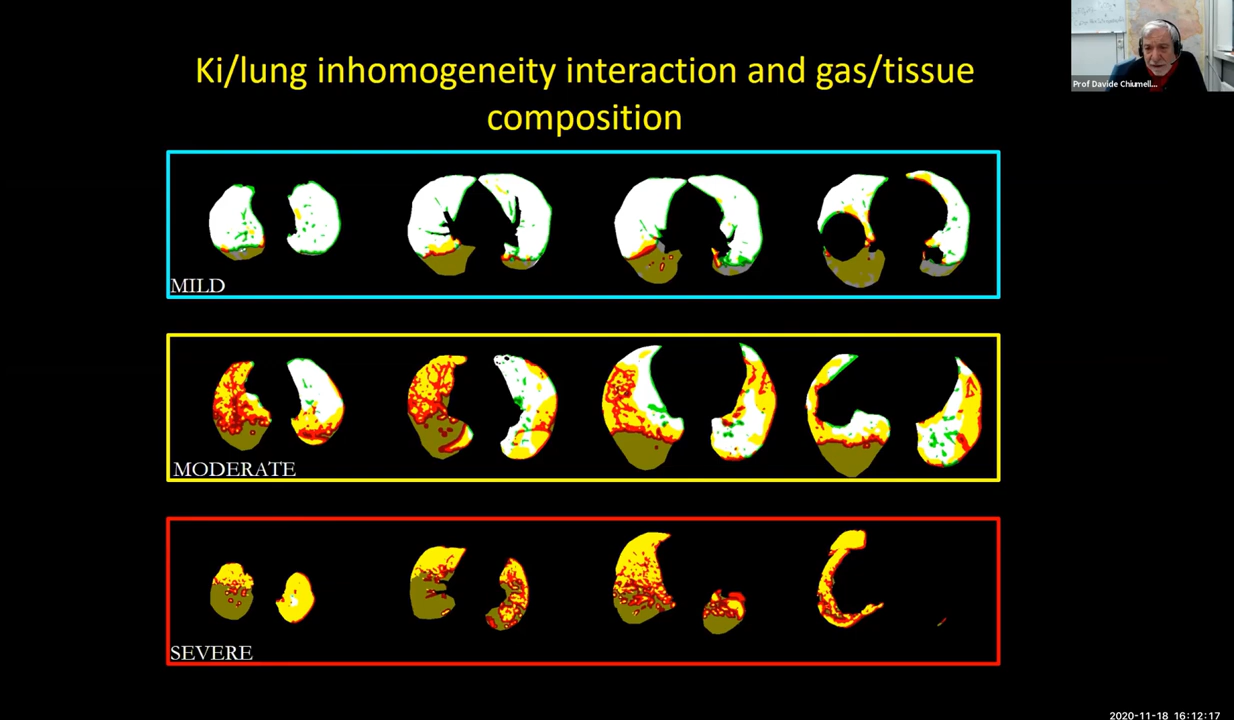 Ki/lung inhomogeneity interaction and gas/tissue
composition
Prof Davide Chiumell...
MILD
MODERATE
SEVERE
2020-11-18 16:12:17